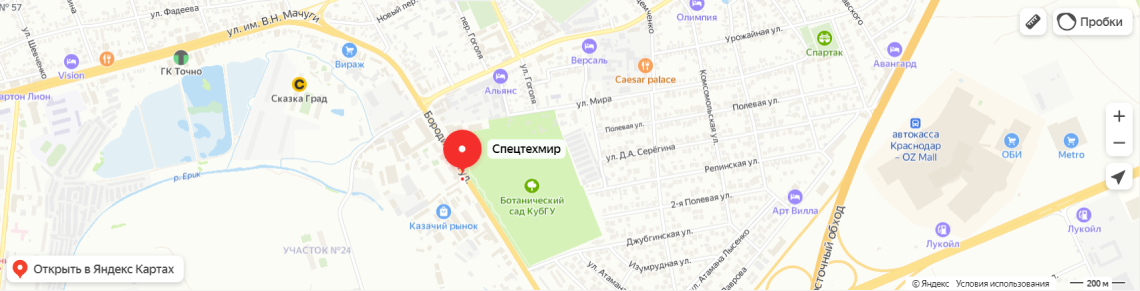 № 57
ул. Фадеева
Новый пер.
ул. им. В.Н. Мачуги
пер. Гоголя
Олимпия
Пробки
ул. Шевченко
Vision
ГК Точно
Вираж
Версаль
Урожайная ул.
Спартак
Авангард
Caesar palace
Альянс
ул. Гоголя
Комсомольская ул.
Сказка Град
ул. Мира
Полевая ул.
Полевая ул.
автокасса
Краснодар
– OZ Mall
ОБИ
Metro
Спецтехмир
ул. Д.А. Серёгина
Репинская ул.
р. Ерик
Ботанический
сад КубГУ
2-я Полевая ул.
Арт Вилла
Казачий рынок
УЧАСТОК №24
Джубгинская ул.
Изумрудная ул.
ул. Атамана Лысенко
Лукойл
Лукойл
Открыть в Яндекс Картах
© Яндекс Условия использования
200 м